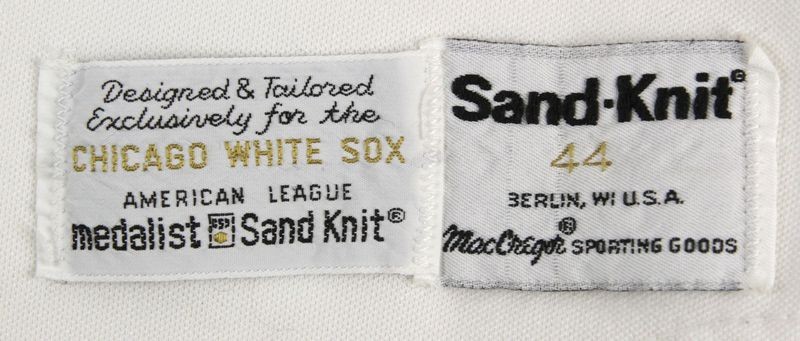 Designed & Tailored
Exclusively for the
CHICAGO WHITE SOX
AMERICAN LEAGUE
medalist Sand Knit®
Sand·Knit®
44
BERLIN, WI U.S.A.
MacGregor® SPORTING GOODS